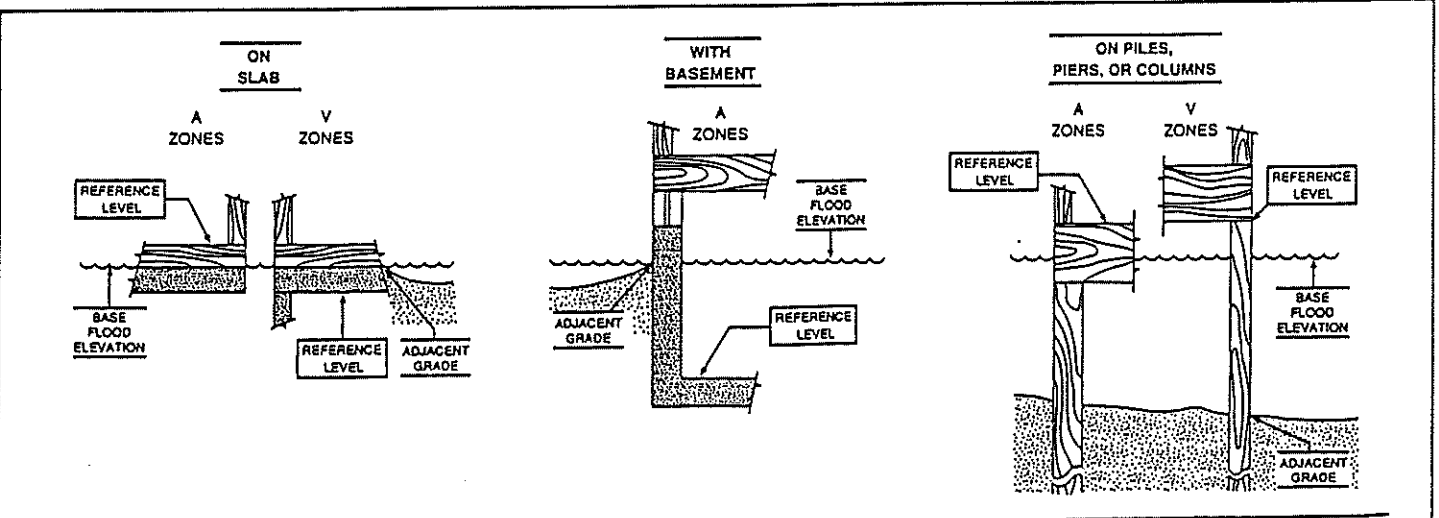 ON
SLAB
A
ZONES
V
ZONES
REFERENCE
LEVEL
BASE
FLOOD
ELEVATION
REFERENCE
LEVEL
ADJACENT
GRADE
WITH
BASEMENT
A
ZONES
BASE
FLOOD
ELEVATION
ADJACENT
GRADE
REFERENCE
LEVEL
ON PILES,
PIERS, OR COLUMNS
A
ZONES
V
ZONES
REFERENCE
LEVEL
REFERENCE
LEVEL
BASE
FLOOD
ELEVATION
ADJACENT
GRADE